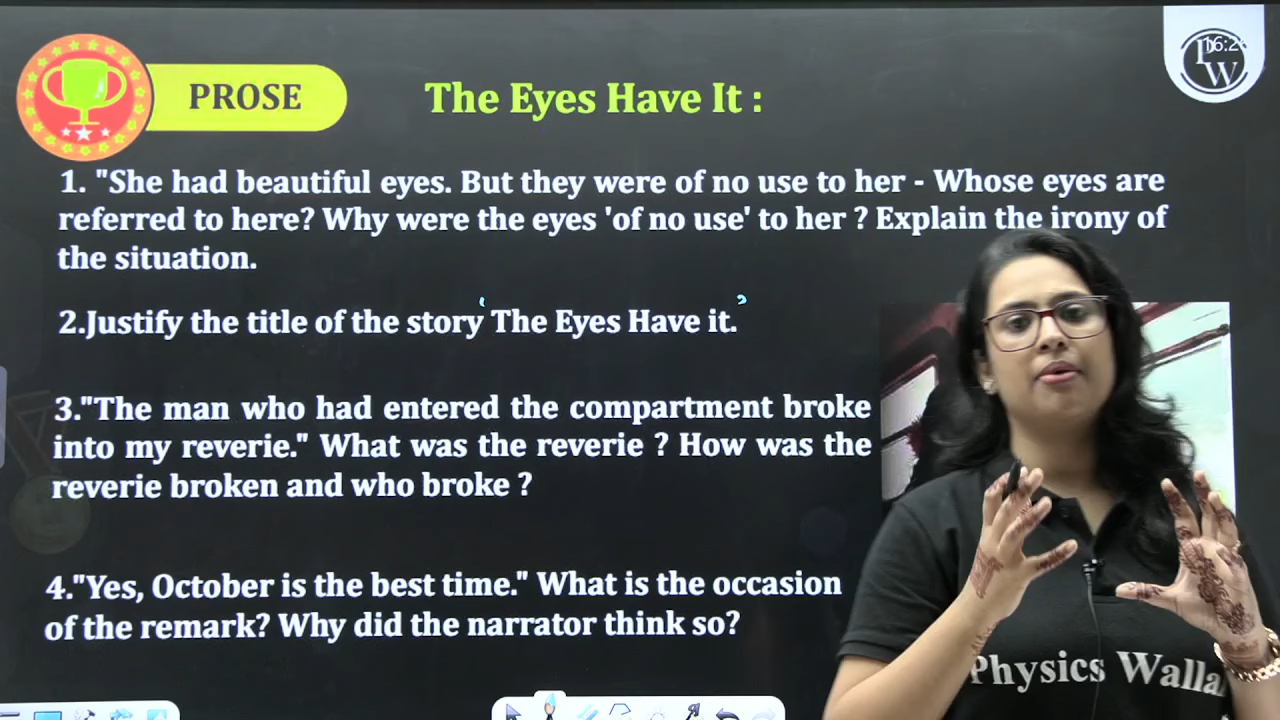 PROSE
The Eyes Have It :
16:2
PW
1. "She had beautiful eyes. But they were of no use to her - Whose eyes are
referred to here? Why were the eyes 'of no use' to her ? Explain the irony of
the situation.
2.Justify the title of the story ‘ The Eyes Have it. ’
3."The man who had entered the compartment broke
into my reverie." What was the reverie ? How was the
reverie broken and who broke ?
4."Yes, October is the best time." What is the occasion
of the remark? Why did the narrator think so?
Physics Walla